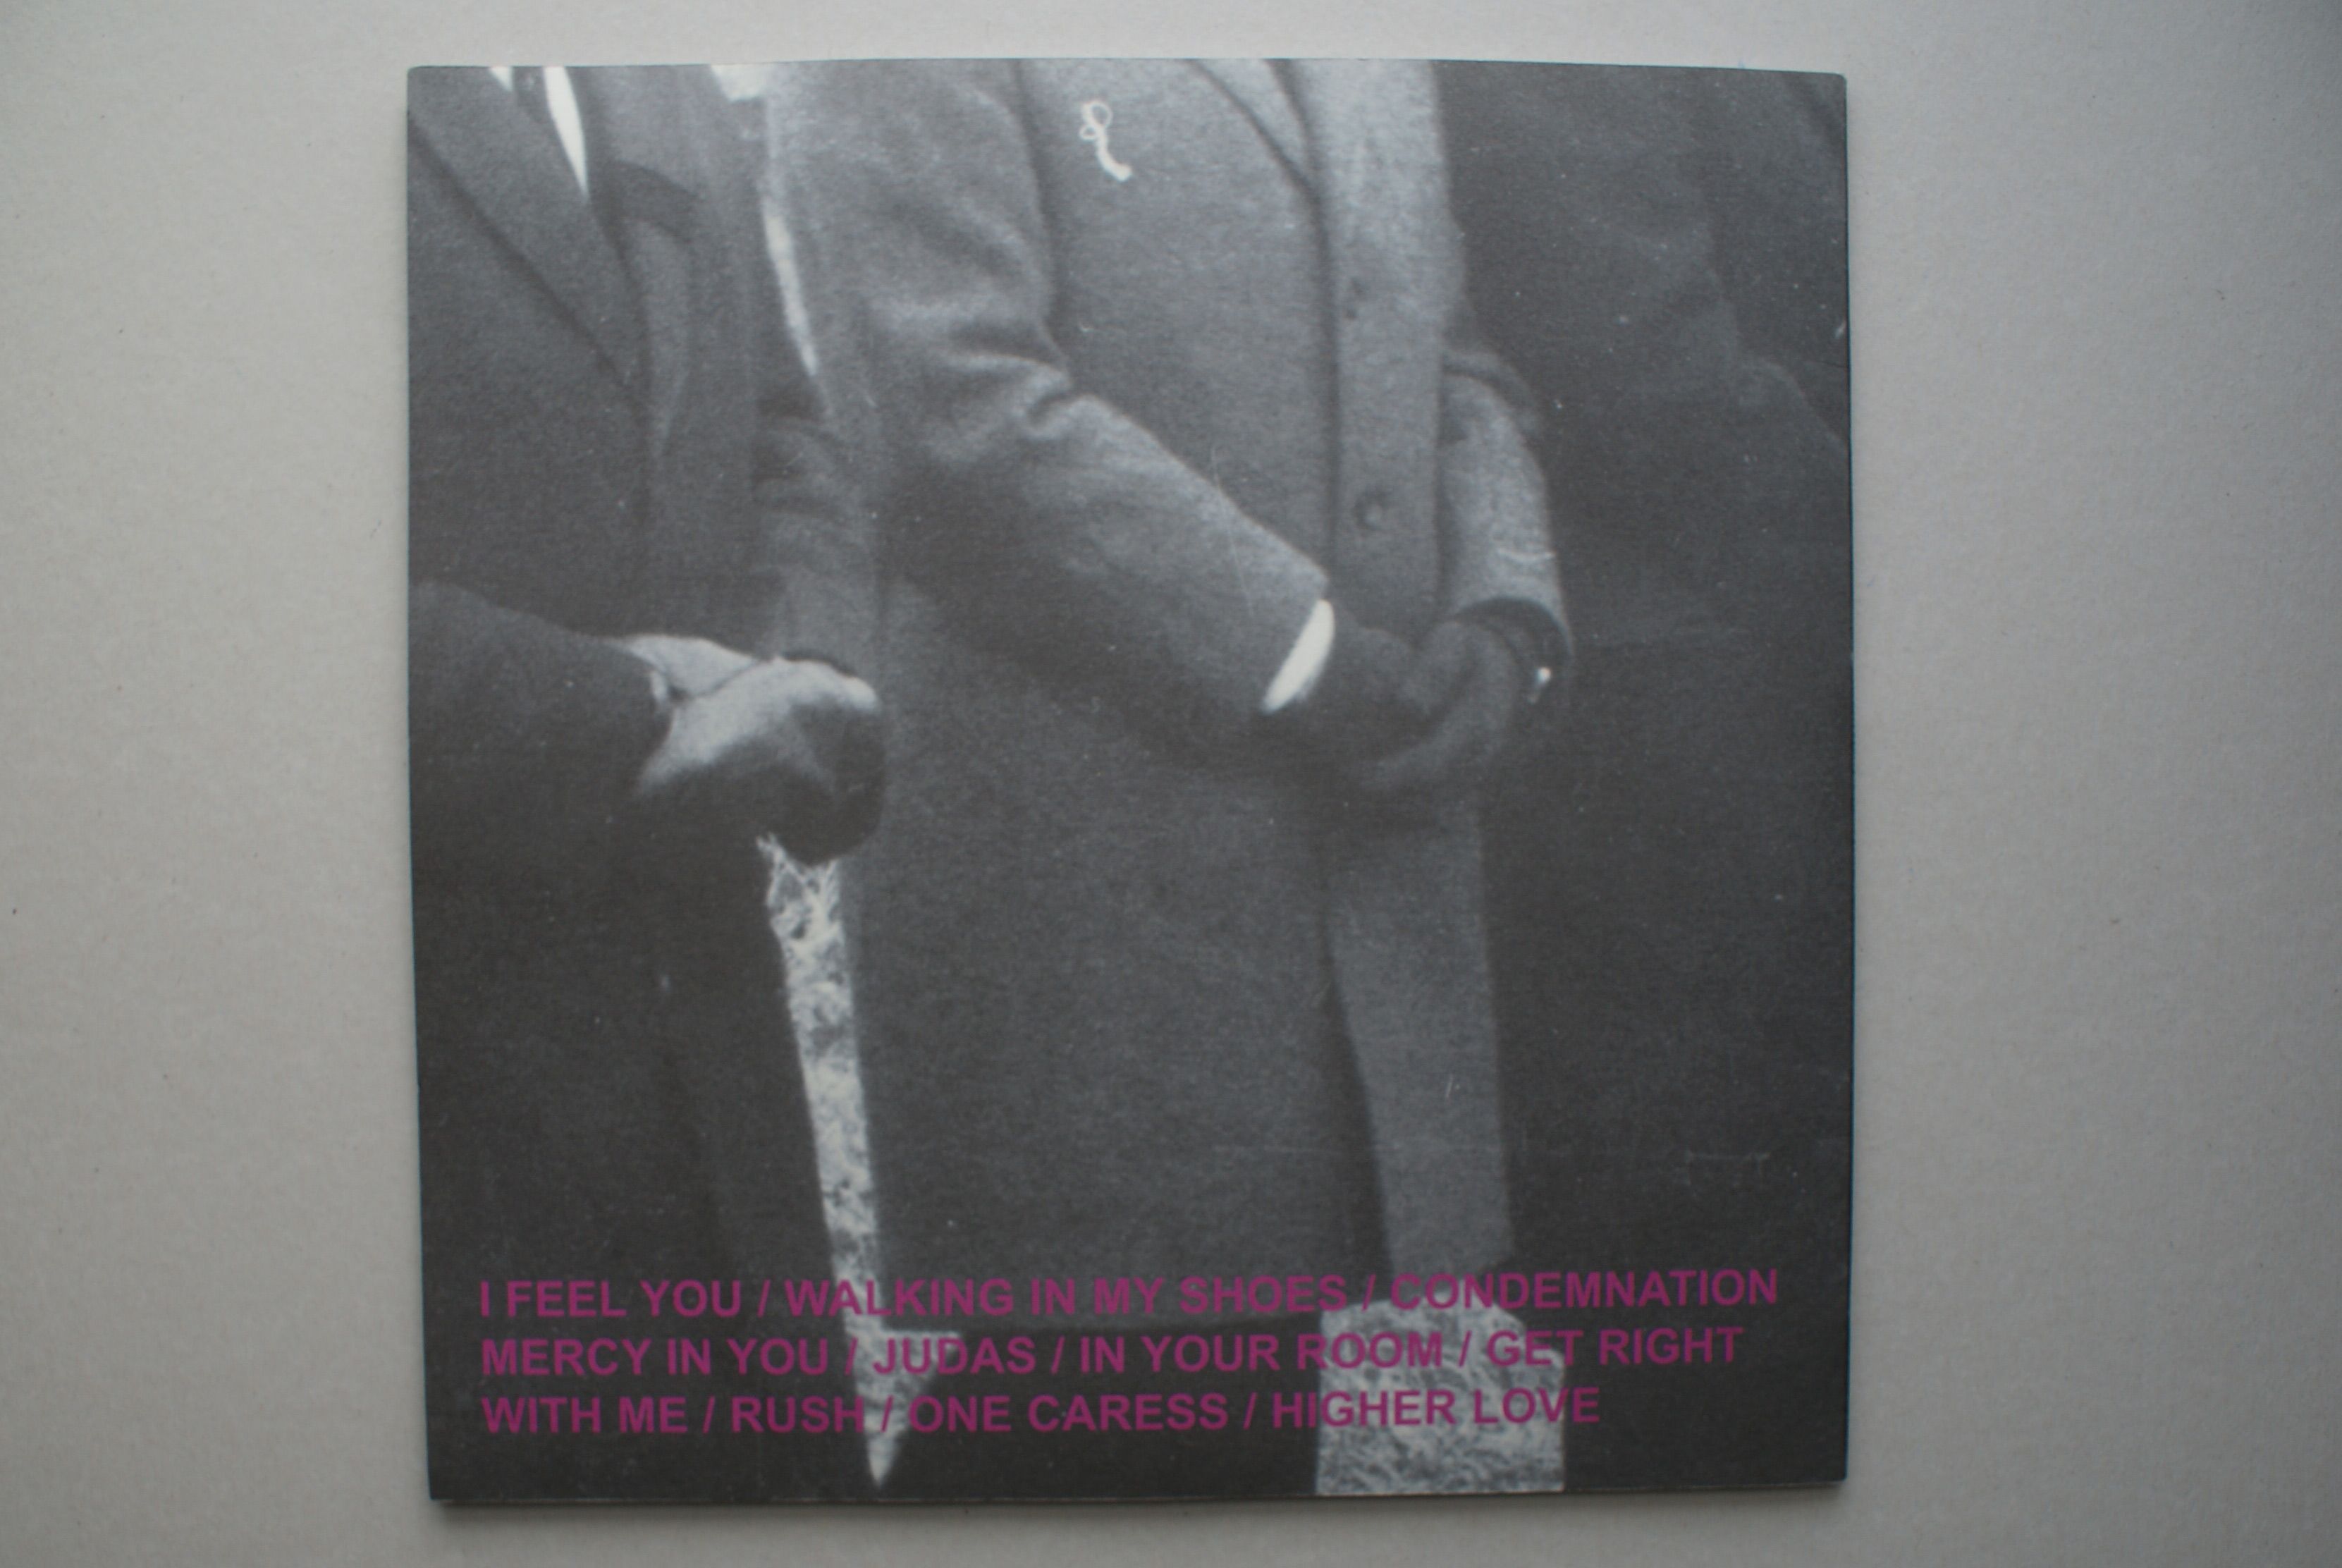 I FEEL YOU / WALKING IN MY SHOES / CONDEMNATION
MERCY IN YOU / JUDAS / IN YOUR ROOM / GET RIGHT
WITH ME / RUSH / ONE CARESS / HIGHER LOVE